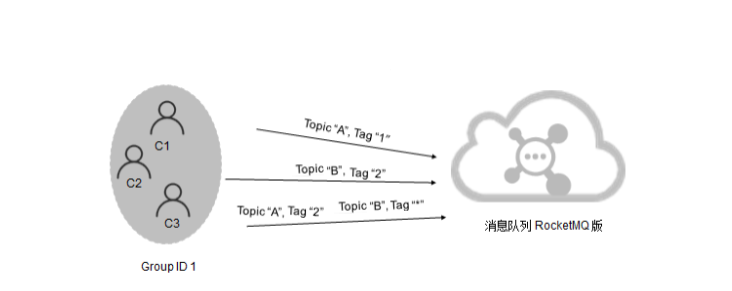 C1
Topic “A”, Tag “1”
C2
Topic “B”, Tag “2”
C3
Topic “A”, Tag “2” Topic “B”, Tag “*”
消息队列 RocketMQ 版
Group ID 1